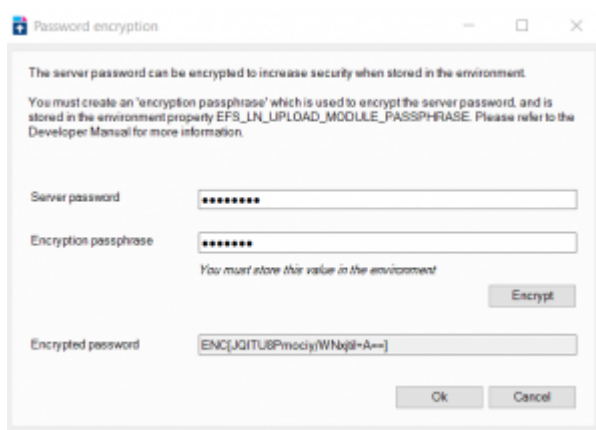 Password encryption
The server password can be encrypted to increase security when stored in the environment.
You must create an 'encryption passphrase' which is used to encrypt the server password, and is
stored in the environment property EFS_LN_UPLOAD_MODULE_PASSPHRASE. Please refer to the
Developer Manual for more information.
Server password
Encryption passphrase
You must store this value in the environment
Encrypt
Encrypted password
Ok
Cancel